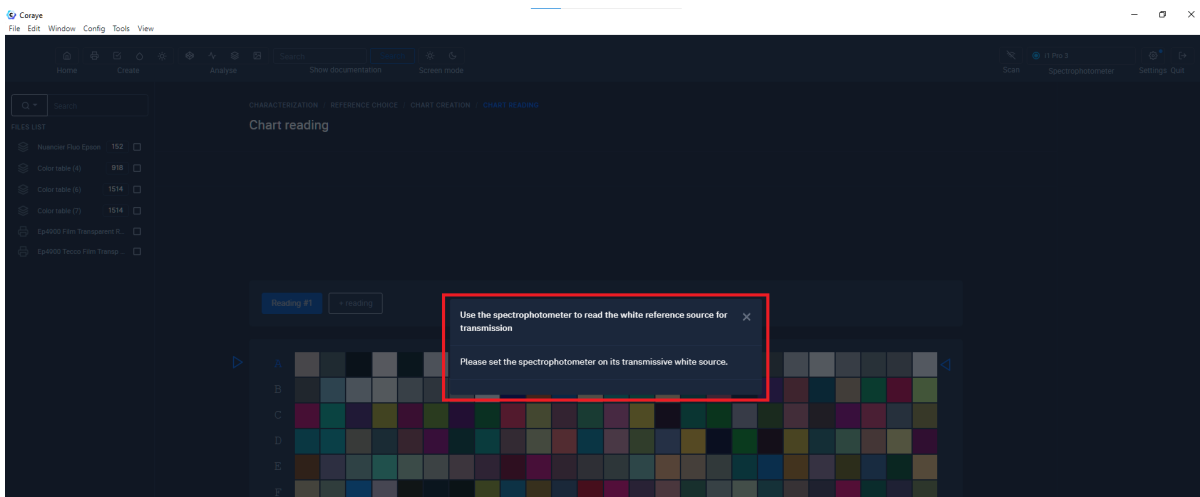 Coraye
File Edit Window Config Tools View
Home Create Analyse Search Show documentation Screen mode Scan i1 Pro 3 Spectrophotometer Settings Quit
Search
FILES LIST
Nuancier Fluo Epson 152
Color table (4) 918
Color table (6) 1514
Color table (7) 1514
Ep4000 Film Transparent R...
Ep4000 Tecco Film Transp...
CHARACTERIZATION - REFERENCE CHOICE - CHART CREATION - CHART READING
Chart reading
Reading #1 + reading
Use the spectrophotometer to read the white reference source for
transmission
Please set the spectrophotometer on its transmissive white source.
A
B
C
D
E
F